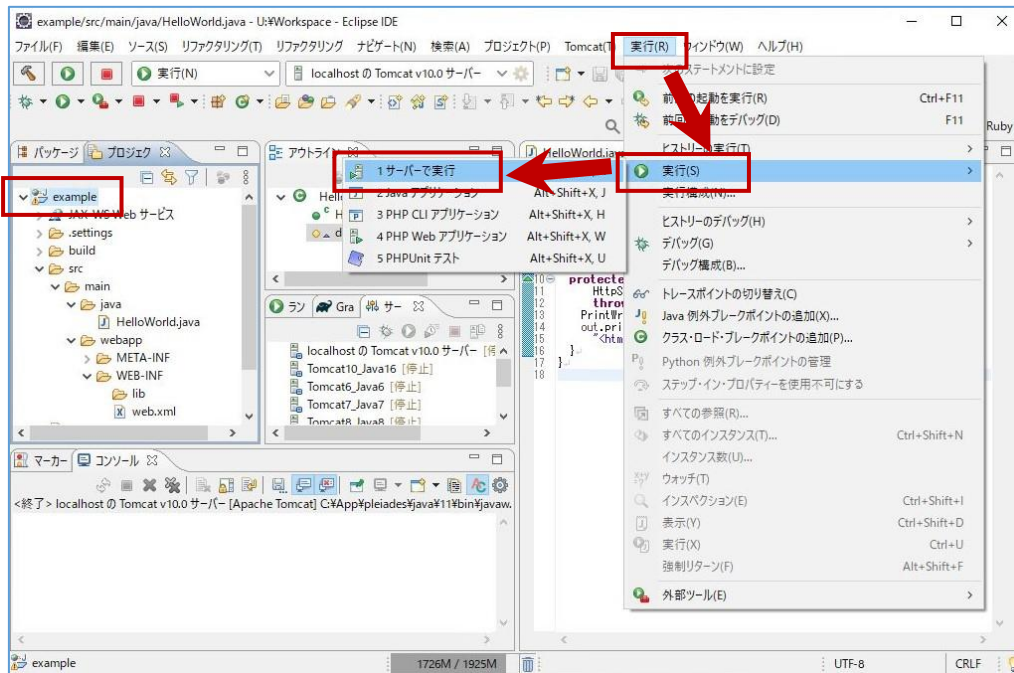 example/src/main/java/HelloWorld.java - U:¥Workspace - Eclipse IDE
ファイル(F) 編集(E) ソース(S) リファクタリング(T) リファクタリング ナビゲート(N) 検索(A) プロジェクト(P) Tomcat(T) 実行(R) ウィンドウ(W) ヘルプ(H)
実行(N) localhost の Tomcat v10.0 サーバー
Ruby
パッケージ プロジェク
example
JAX-WS Web サービス
.settings
build
src
main
java
HelloWorld.java
webapp
META-INF
WEB-INF
lib
web.xml
アウトライン
Hell
H
d
ラン Gra サー
localhost の Tomcat v10.0 サーバー
Tomcat10_Java16 [停止]
Tomcat6_Java6 [停止]
Tomcat7_Java7 [停止]
Tomcat8_Java8 [停止]
マーカー コンソール
<終了> localhost の Tomcat v10.0 サーバー [Apache Tomcat] C:¥App¥pleiades¥java¥11¥bin¥javaw.
HelloWorld.java
10 protecte
11 HttpS
12 throw
13 PrintWr
14 out.pri
15 "<htm
16 }
17 }
18
1 サーバーで実行
2 Java アプリケーション Alt+Shift+X, J
3 PHP CLI アプリケーション Alt+Shift+X, H
4 PHP Web アプリケーション Alt+Shift+X, W
5 PHPUnit テスト Alt+Shift+X, U
のステートメントに設定
前 の起動を実行(R) Ctrl+F11
前回 動をデバッグ(D) F11
ヒストリーの実行(T)
実行(S)
実行構成(N)...
ヒストリーのデバッグ(H)
デバッグ(G)
デバッグ構成(B)...
トレースポイントの切り替え(C)
Java 例外ブレークポイントの追加(X)...
クラス・ロード・ブレークポイントの追加(P)...
Python 例外ブレークポイントの管理
ステップ・イン・プロパティーを使用不可にする
すべての参照(R)...
すべてのインスタンス(T)... Ctrl+Shift+N
インスタンス数(U)...
ウォッチ(T)
インスペクション(E) Ctrl+Shift+I
表示(Y) Ctrl+Shift+D
実行(X) Ctrl+U
強制リターン(F) Alt+Shift+F
外部ツール(E)
example 1726M / 1925M UTF-8 CRLF